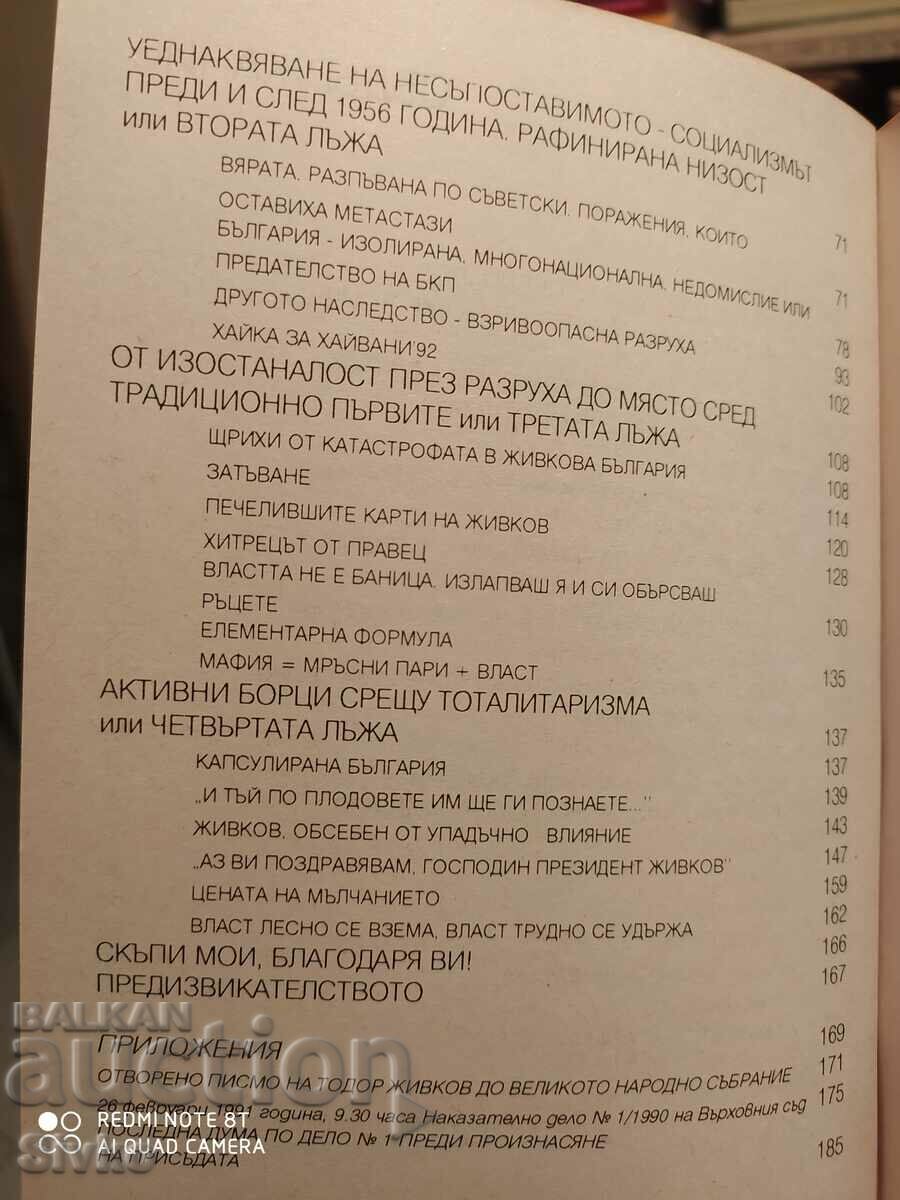 УЕДНАКВЯВАНЕ НА НЕСЪПОСТАВИМОТО - СОЦИАЛИЗМЪТ
ПРЕДИ И СЛЕД 1956 ГОДИНА. РАФИНИРАНА НИЗОСТ
или ВТОРАТА ЛЪЖА 71
ВЯРАТА, РАЗПЪВАНА ПО СЪВЕТСКИ. ПОРАЖЕНИЯ, КОИТО
ОСТАВИХА МЕТАСТАЗИ 71
БЪЛГАРИЯ - ИЗОЛИРАНА, МНОГОНАЦИОНАЛНА. НЕДОМИСЛИЕ ИЛИ
ПРЕДАТЕЛСТВО НА БКП 78
ДРУГОТО НАСЛЕДСТВО - ВЗРИВООПАСНА РАЗРУХА 93
ХАЙКА ЗА ХАЙВАНИ'92 102
ОТ ИЗОСТАНАЛОСТ ПРЕЗ РАЗРУХА ДО МЯСТО СРЕД
ТРАДИЦИОННО ПЪРВИТЕ или ТРЕТАТА ЛЪЖА 108
ЩРИХИ ОТ КАТАСТРОФАТА В ЖИВКОВА БЪЛГАРИЯ 108
ЗАТЪВАНЕ 114
ПЕЧЕЛИВШИТЕ КАРТИ НА ЖИВКОВ 120
ХИТРЕЦЪТ ОТ ПРАВЕЦ 128
ВЛАСТТА НЕ Е БАНИЦА. ИЗЛАПВАШ Я И СИ ОБЪРСВАШ
РЪЦЕТЕ 130
ЕЛЕМЕНТАРНА ФОРМУЛА
МАФИЯ = МРЪСНИ ПАРИ + ВЛАСТ 135
АКТИВНИ БОРЦИ СРЕЩУ ТОТАЛИТАРИЗМА
или ЧЕТВЪРТАТА ЛЪЖА 137
КАПСУЛИРАНА БЪЛГАРИЯ 137
„И ТЪЙ ПО ПЛОДОВЕТЕ ИМ ЩЕ ГИ ПОЗНАЕТЕ..." 139
ЖИВКОВ, ОБСЕБЕН ОТ УПАДЪЧНО ВЛИЯНИЕ 143
„АЗ ВИ ПОЗДРАВЯВАМ, ГОСПОДИН ПРЕЗИДЕНТ ЖИВКОВ" 147
ЦЕНАТА НА МЪЛЧАНИЕТО 159
ВЛАСТ ЛЕСНО СЕ ВЗЕМА, ВЛАСТ ТРУДНО СЕ УДЪРЖА 162
СКЪПИ МОИ, БЛАГОДАРЯ ВИ! 166
ПРЕДИЗВИКАТЕЛСТВОТО 167
ПРИЛОЖЕНИЯ 169
ОТВОРЕНО ПИСМО НА ТОДОР ЖИВКОВ ДО ВЕЛИКОТО НАРОДНО СЪБРАНИЕ 171
26 февруари, 1991 година, 9.30 часа Наказателно дело № 1/1990 на Върховния съд 175
ПОСЛЕДНА ДУМА ПО ДЕЛО № 1 ПРЕДИ ПРОИЗНАСЯНЕ
НА ПРИСЪДАТА 185
BALKAN
auction
REDMI NOTE 8T
AI QUAD CAMERA